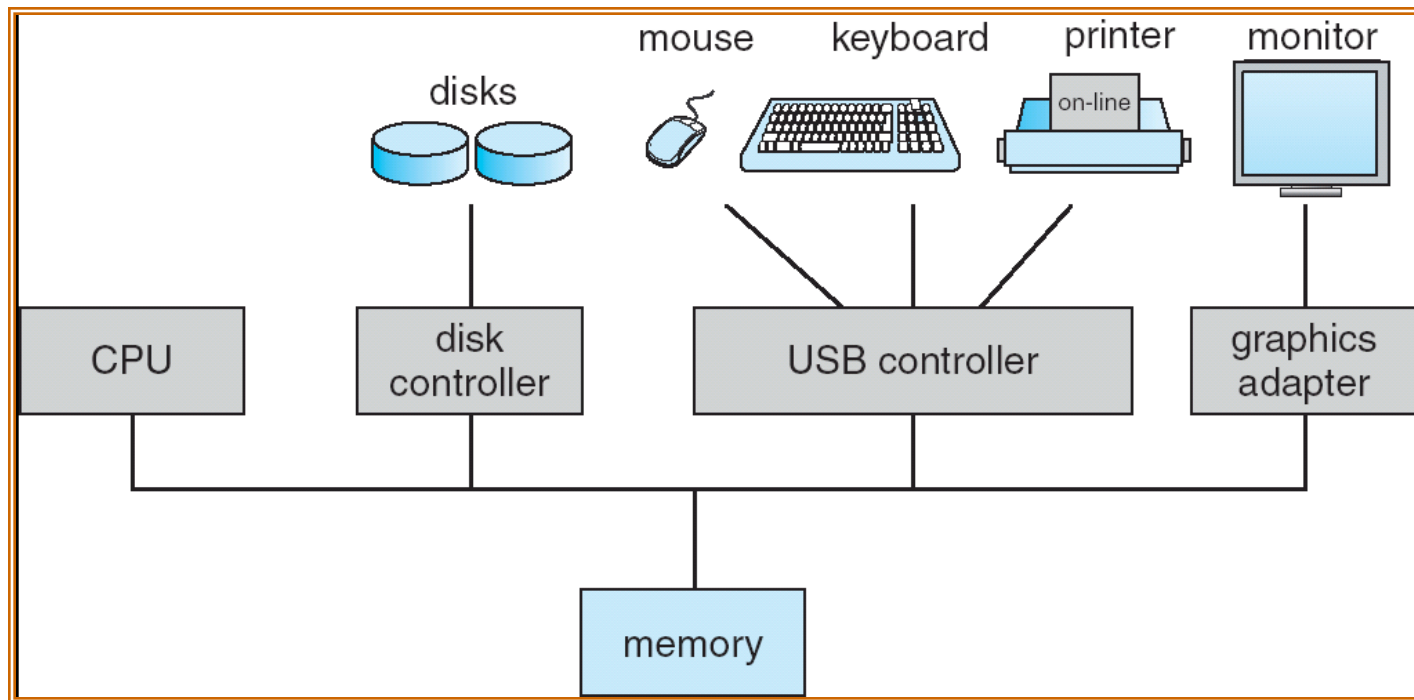 mouse
keyboard
printer
monitor
disks
on-line
CPU
disk
controller
USB controller
graphics
adapter
memory